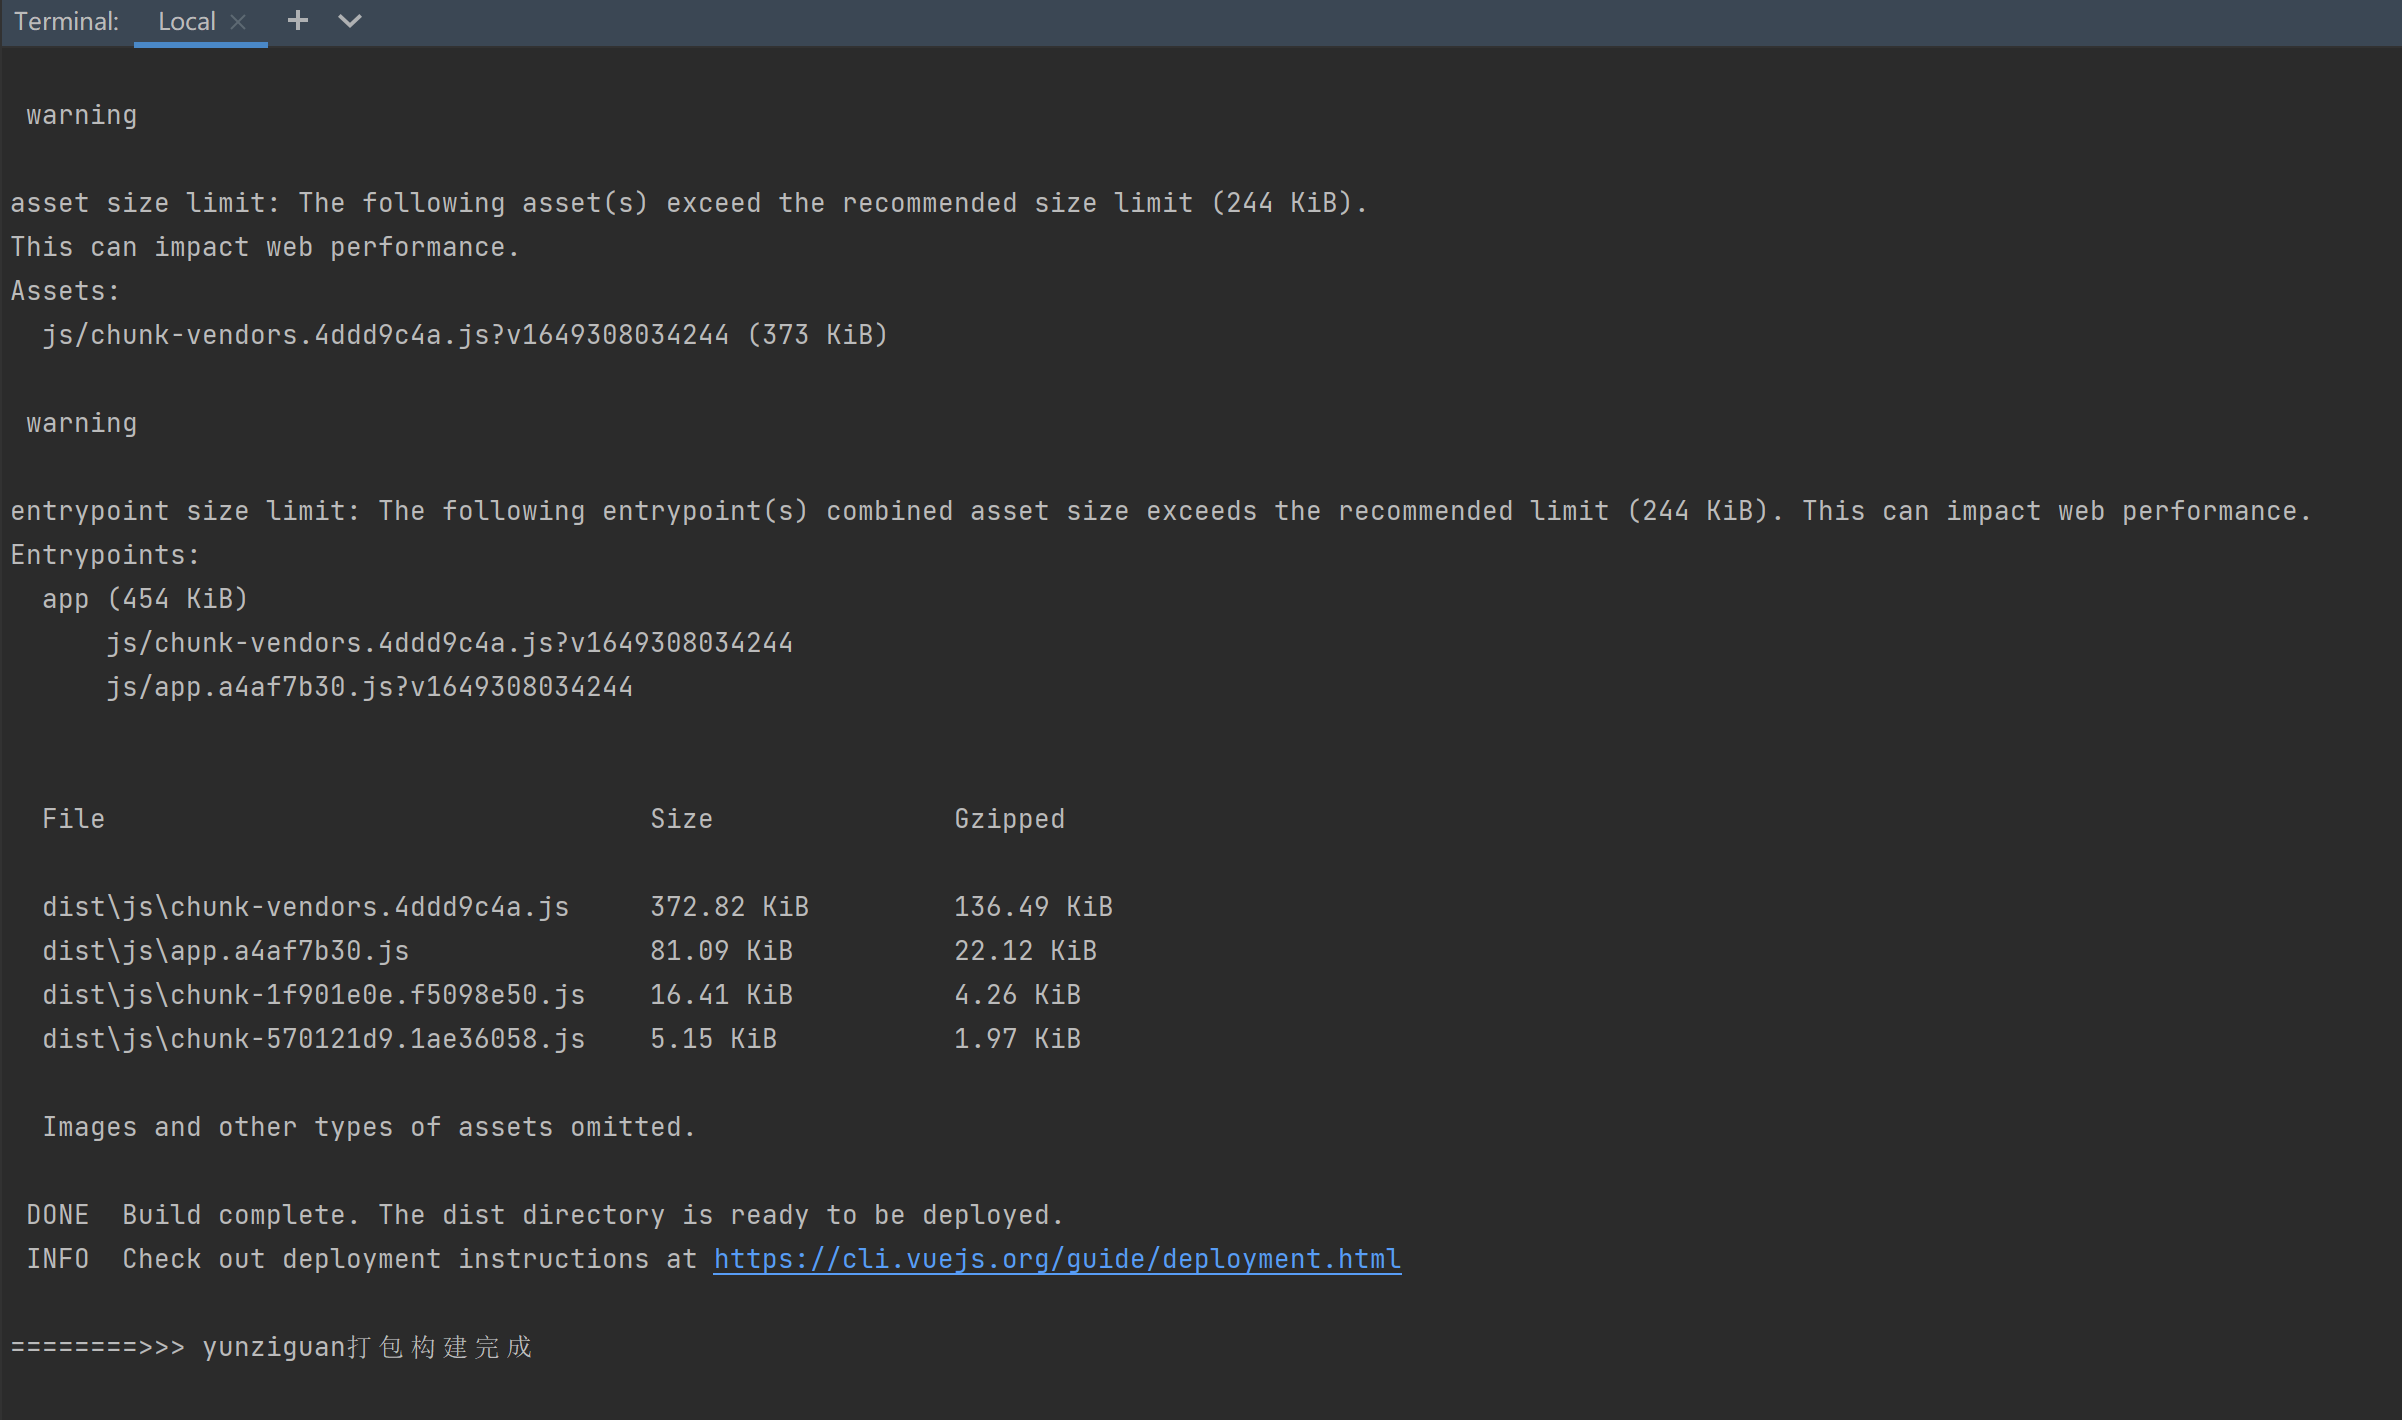 Terminal: Local
warning
asset size limit: The following asset(s) exceed the recommended size limit (244 KiB).
This can impact web performance.
Assets:
js/chunk-vendors.4ddd9c4a.js?v1649308034244 (373 KiB)
warning
entrypoint size limit: The following entrypoint(s) combined asset size exceeds the recommended limit (244 KiB). This can impact web performance.
Entrypoints:
app (454 KiB)
js/chunk-vendors.4ddd9c4a.js?v1649308034244
js/app.a4af7b30.js?v1649308034244
File Size Gzipped
dist\js\chunk-vendors.4ddd9c4a.js 372.82 KiB 136.49 KiB
dist\js\app.a4af7b30.js 81.09 KiB 22.12 KiB
dist\js\chunk-1f901e0e.f5098e50.js 16.41 KiB 4.26 KiB
dist\js\chunk-570121d9.1ae36058.js 5.15 KiB 1.97 KiB
Images and other types of assets omitted.
DONE Build complete. The dist directory is ready to be deployed.
INFO Check out deployment instructions at https://cli.vuejs.org/guide/deployment.html
========>>> yunziguan打包构建完成